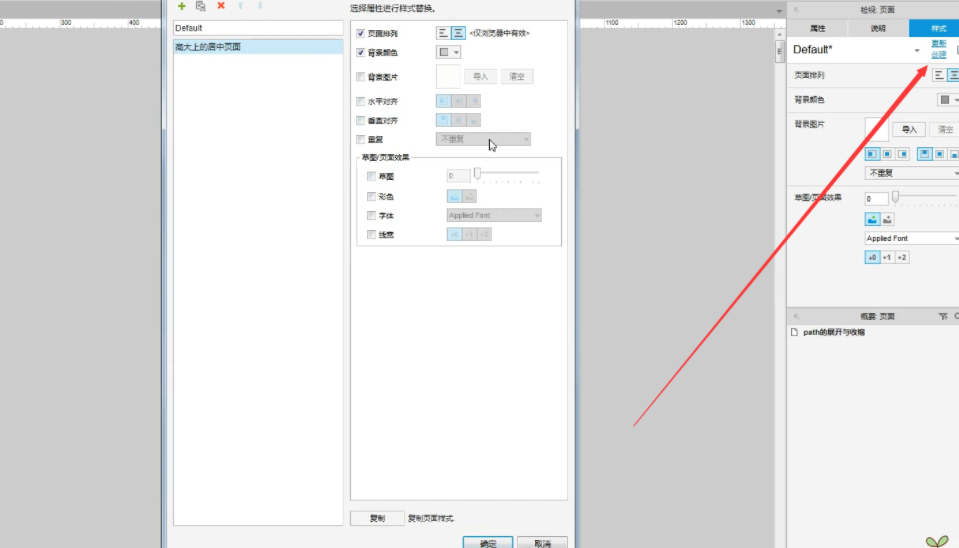 选择属性进行样式替换。
Default
高大上的居中页面
页面排列 <仅浏览器中有效>
背景颜色
背景图片 导入 清空
水平对齐
垂直对齐
重复 不重复
草图/页面效果
草图 0
彩色
字体 Applied Font
线宽 +0 +1 +2
复制 复制页面样式.
确定 取消
300 400
1100 1200 1300
检视: 页面
属性 说明 样式
Default* 更新
创建
页面排列
背景颜色
背景图片 导入 清空
不重复
草图/页面效果 0
Applied Font
+0 +1 +2
概要: 页面
path的展开与收缩